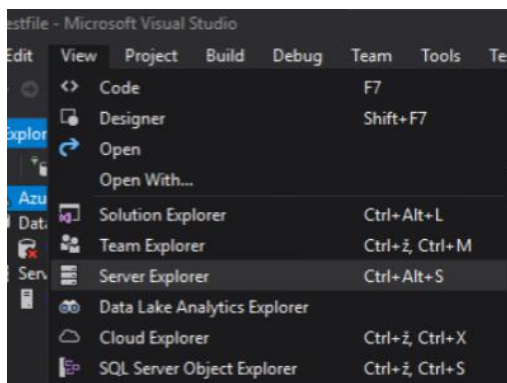 estfile - Microsoft Visual Studio
Edit View Project Build Debug Team Tools Te
Code F7
Designer Shift+F7
Open
Open With...
Solution Explorer Ctrl+Alt+L
Team Explorer Ctrl+ž, Ctrl+M
Server Explorer Ctrl+Alt+S
Data Lake Analytics Explorer
Cloud Explorer Ctrl+ž, Ctrl+X
SQL Server Object Explorer Ctrl+ž, Ctrl+S
Explor
Azu
Data
Serv